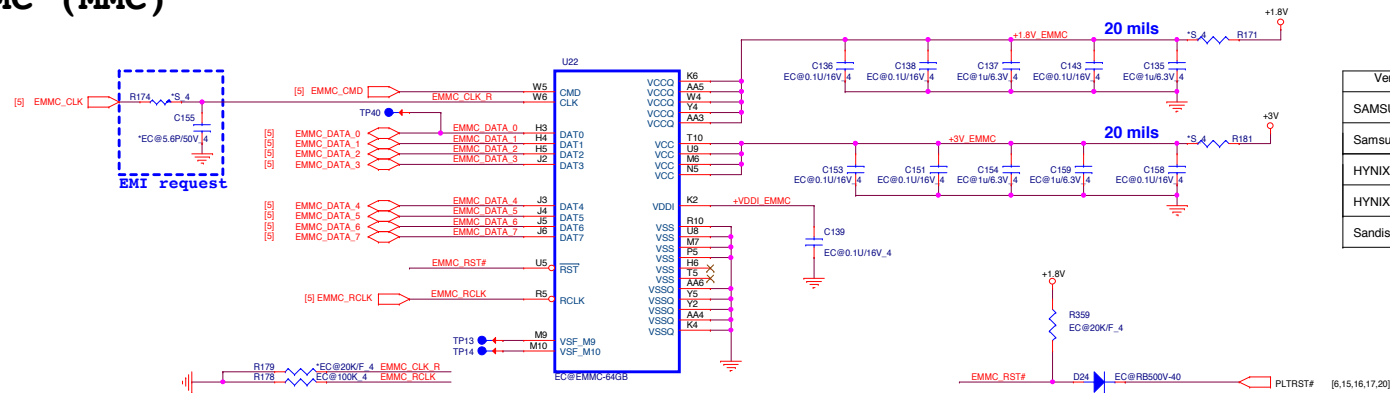 MC (MMC)
+1.8V
20 mils
+1.8V_EMMC
*S_4
R171
U22
C136
EC@0.1U/16V_4
C138
EC@0.1U/16V_4
C137
EC@1u/6.3V_4
C143
EC@0.1U/16V_4
C135
EC@1u/6.3V_4
[5] EMMC_CLK
R174
*S_4
C155
*EC@5.6P/50V_4
EMI request
[5] EMMC_CMD
W5
CMD
EMMC_CLK_R
W6
CLK
TP40
[5]
EMMC_DATA_0
EMMC_DATA_0
H3
DAT0
[5]
EMMC_DATA_1
EMMC_DATA_1
H4
DAT1
[5]
EMMC_DATA_2
EMMC_DATA_2
H5
DAT2
[5]
EMMC_DATA_3
EMMC_DATA_3
J2
DAT3
[5]
EMMC_DATA_4
EMMC_DATA_4
J3
DAT4
[5]
EMMC_DATA_5
EMMC_DATA_5
J4
DAT5
[5]
EMMC_DATA_6
EMMC_DATA_6
J5
DAT6
[5]
EMMC_DATA_7
EMMC_DATA_7
J6
DAT7
EMMC_RST#
U5
RST
[5] EMMC_RCLK
EMMC_RCLK
R5
RCLK
TP13
M9
VSF_M9
TP14
M10
VSF_M10
EC@EMMC-64GB
VCCQ
K6
VCCQ
AA5
VCCQ
W4
VCCQ
Y4
VCCQ
AA3
VCC
T10
VCC
U9
VCC
M6
VCC
N5
VDDI
K2
VSS
R10
VSS
U8
VSS
M7
VSS
P5
VSS
H6
VSS
T5
VSSQ
AA6
VSSQ
Y5
VSSQ
Y2
VSSQ
AA4
VSSQ
K4
+3V
20 mils
+3V_EMMC
*S_4
R181
C153
EC@0.1U/16V_4
C151
EC@0.1U/16V_4
C154
EC@1u/6.3V_4
C159
EC@1u/6.3V_4
C158
EC@0.1U/16V_4
+VDDI_EMMC
C139
EC@0.1U/16V_4
R179
*EC@20K/F_4
EMMC_CLK_R
R178
EC@100K_4
EMMC_RCLK
+1.8V
R359
EC@20K/F_4
EMMC_RST#
D24
EC@RB500V-40
PLTRST#
[6,15,16,17,20]
Ve
SAMSU
Samsu
HYNIX
HYNIX
Sandis